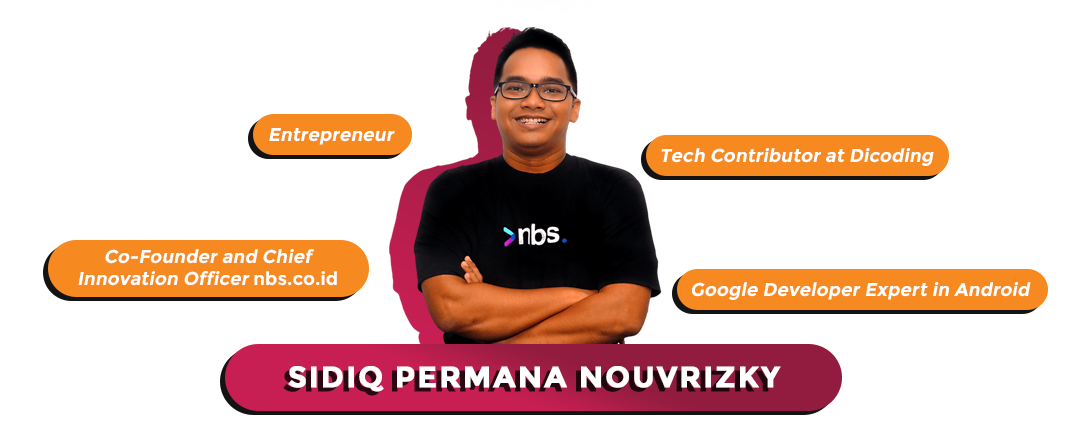 Entrepreneur
Tech Contributor at Dicoding
>nbs.
Co-Founder and Chief
Innovation Officer nbs.co.id
Google Developer Expert in Android
SIDIQ PERMANA NOUVRIZKY